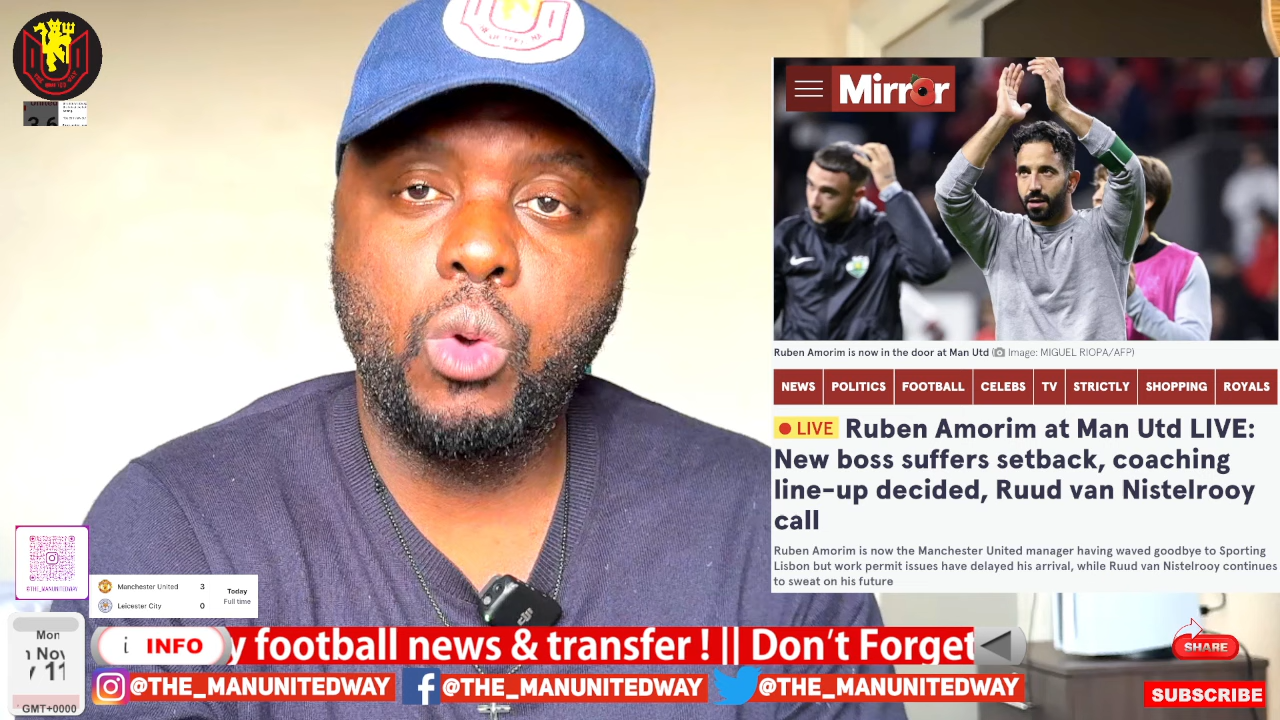 Mirror
Ruben Amorim is now in the door at Man Utd ( Image: MIGUEL RIOPA/AFP)
NEWS
POLITICS
FOOTBALL
CELEBS
TV
STRICTLY
SHOPPING
ROYALS
LIVE Ruben Amorim at Man Utd LIVE:
New boss suffers setback, coaching
line-up decided, Ruud van Nistelrooy
call
Ruben Amorim is now the Manchester United manager having waved goodbye to Sporting
Lisbon but work permit issues have delayed his arrival, while Ruud van Nistelrooy continues
to sweat on his future
@THE_MANUNITEDWAY
Manchester United 3
Leicester City 0
Today
Full time
Mon
Nov
11
GMT+0000
i INFO
y football news & transfer ! || Don't Forget
@THE_MANUNITEDWAY
@THE_MANUNITEDWAY
@THE_MANUNITEDWAY
SHARE
SUBSCRIBE